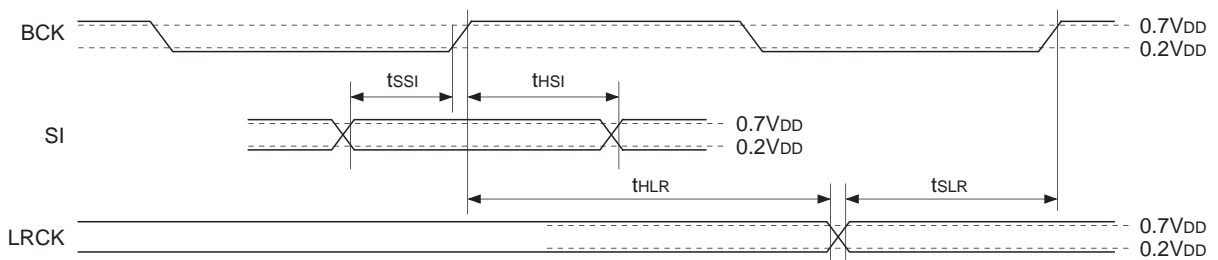 BCK
0.7VDD
0.2VDD
tSSI
tHSI
SI
0.7VDD
0.2VDD
tHLR
tSLR
LRCK
0.7VDD
0.2VDD